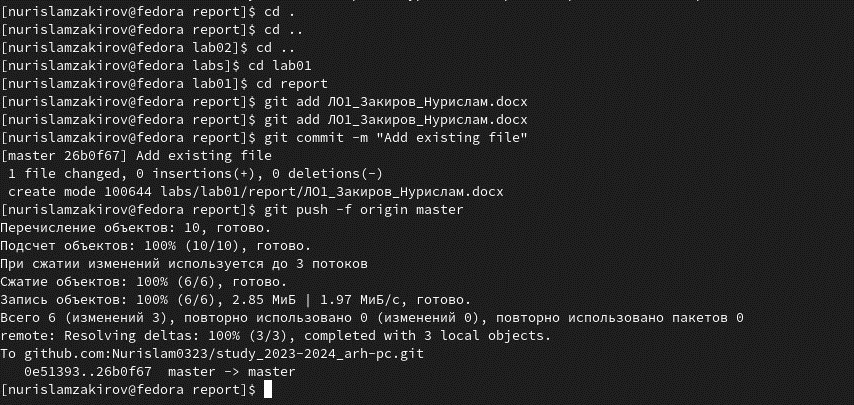 [nurislamzakirov@fedora report]$ cd .
[nurislamzakirov@fedora report]$ cd ..
[nurislamzakirov@fedora lab02]$ cd ..
[nurislamzakirov@fedora labs]$ cd lab01
[nurislamzakirov@fedora lab01]$ cd report
[nurislamzakirov@fedora report]$ git add ЛО1_Закиров_Нурислам.docx
[nurislamzakirov@fedora report]$ git add ЛО1_Закиров_Нурислам.docx
[nurislamzakirov@fedora report]$ git commit -m "Add existing file"
[master 26b0f67] Add existing file
1 file changed, 0 insertions(+), 0 deletions(-)
create mode 100644 labs/lab01/report/ЛО1_Закиров_Нурислам.docx
[nurislamzakirov@fedora report]$ git push -f origin master
Перечисление объектов: 10, готово.
Подсчет объектов: 100% (10/10), готово.
При сжатии изменений используется до 3 потоков
Сжатие объектов: 100% (6/6), готово.
Запись объектов: 100% (6/6), 2.85 МиБ | 1.97 МиБ/с, готово.
Всего 6 (изменений 3), повторно использовано 0 (изменений 0), повторно использовано пакетов 0
remote: Resolving deltas: 100% (3/3), completed with 3 local objects.
To github.com:Nurislam0323/study_2023-2024_arh-pc.git
0e51393..26b0f67 master -> master
[nurislamzakirov@fedora report]$